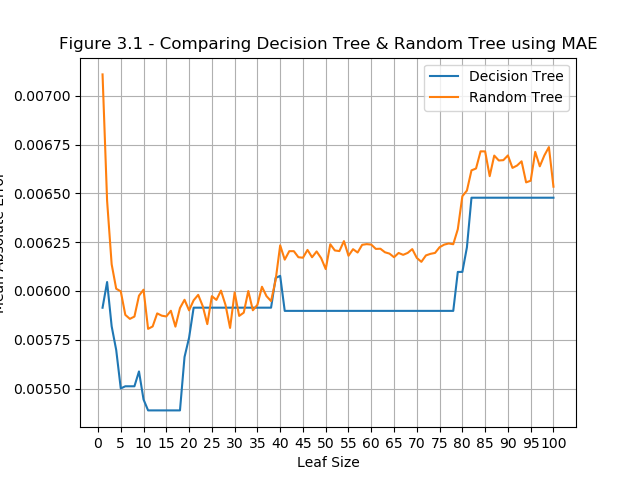 Figure 3.1 - Comparing Decision Tree & Random Tree using MAE
Decision Tree
Random Tree
0.00700
0.00675
0.00650
0.00625
0.00600
0.00575
0.00550
Mean Absolute Error
0 5 10 15 20 25 30 35 40 45 50 55 60 65 70 75 80 85 90 95 100
Leaf Size